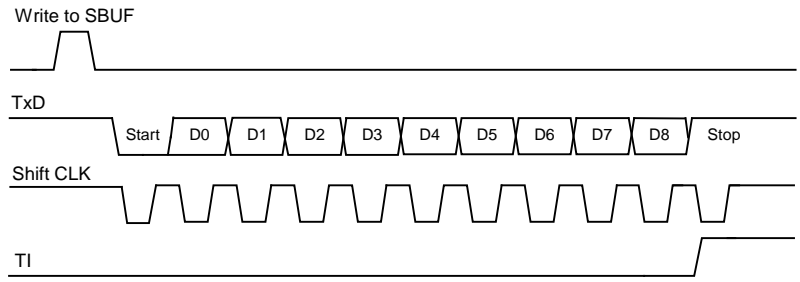 Write to SBUF
TxD
Start D0 D1 D2 D3 D4 D5 D6 D7 D8 Stop
Shift CLK
TI